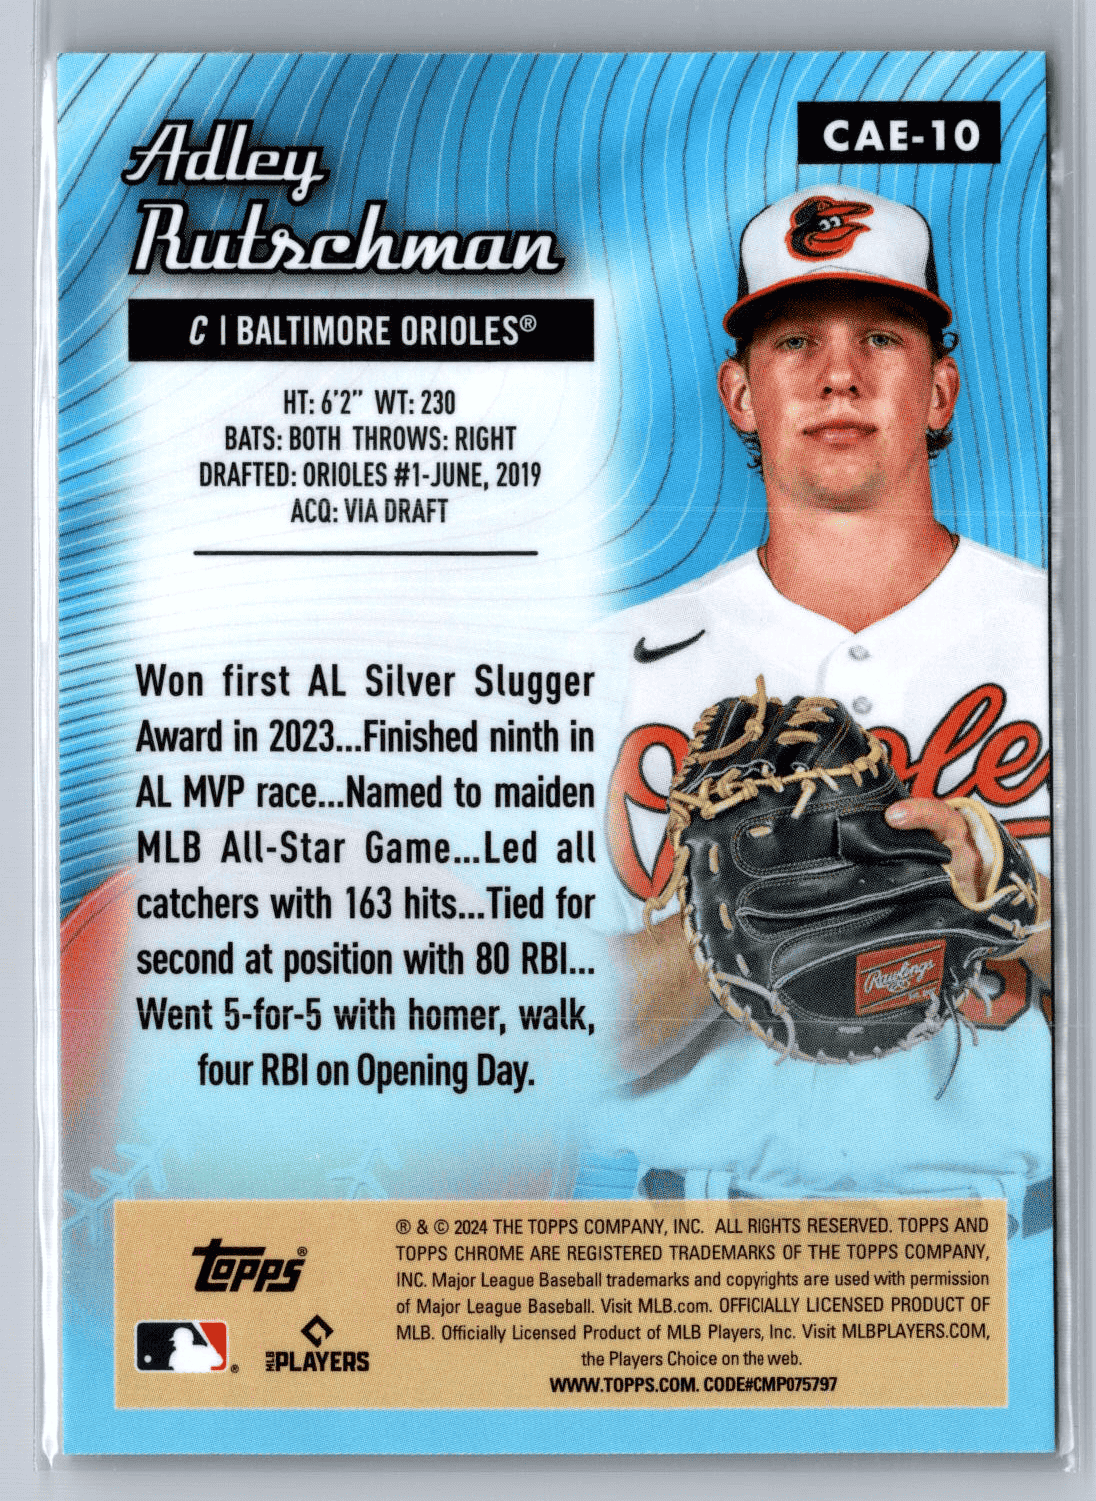 CAE-10
Adley
Rutschman
C | BALTIMORE ORIOLES®
HT: 6'2" WT: 230
BATS: BOTH THROWS: RIGHT
DRAFTED: ORIOLES #1-JUNE, 2019
ACQ: VIA DRAFT
Won first AL Silver Slugger
Award in 2023...Finished ninth in
AL MVP race...Named to maiden
MLB All-Star Game...Led all
catchers with 163 hits...Tied for
second at position with 80 RBI...
Went 5-for-5 with homer, walk,
four RBI on Opening Day.
Rawlings
® & © 2024 THE TOPPS COMPANY, INC. ALL RIGHTS RESERVED. TOPPS AND
TOPPS CHROME ARE REGISTERED TRADEMARKS OF THE TOPPS COMPANY,
INC. Major League Baseball trademarks and copyrights are used with permission
of Major League Baseball. Visit MLB.com. OFFICIALLY LICENSED PRODUCT OF
MLB. Officially Licensed Product of MLB Players, Inc. Visit MLBPLAYERS.COM,
the Players Choice on the web.
WWW.TOPPS.COM. CODE#CMP075797
topps®
®
MLB PLAYERS